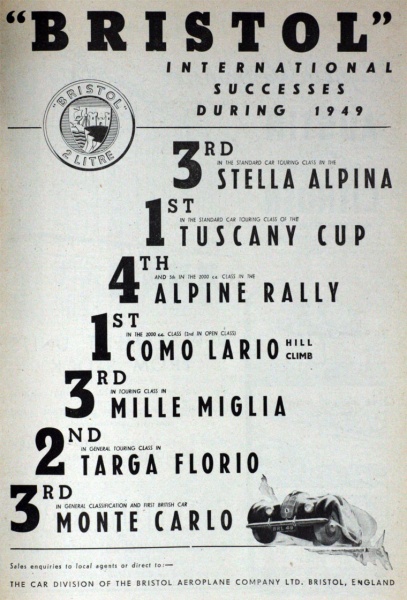 "BRISTOL"
INTERNATIONAL
SUCCESSES
DURING 1949
"BRISTOL"
2 LITRE
3RD
IN THE STANDARD CAR TOURING CLASS IN THE
STELLA ALPINA
1ST
IN THE STANDARD CAR TOURING CLASS OF THE
TUSCANY CUP
4TH
AND 5th IN THE 2000 c.c. CLASS IN THE
ALPINE RALLY
1ST
IN THE 2000 c.c. CLASS (2nd IN OPEN CLASS)
COMO LARIO HILL CLIMB
3RD
IN TOURING CLASS IN
MILLE MIGLIA
2ND
IN GENERAL TOURING CLASS IN
TARGA FLORIO
3RD
IN GENERAL CLASSIFICATION AND FIRST BRITISH CAR
MONTE CARLO
Sales enquiries to local agents or direct to:—
THE CAR DIVISION OF THE BRISTOL AEROPLANE COMPANY LTD. BRISTOL, ENGLAND